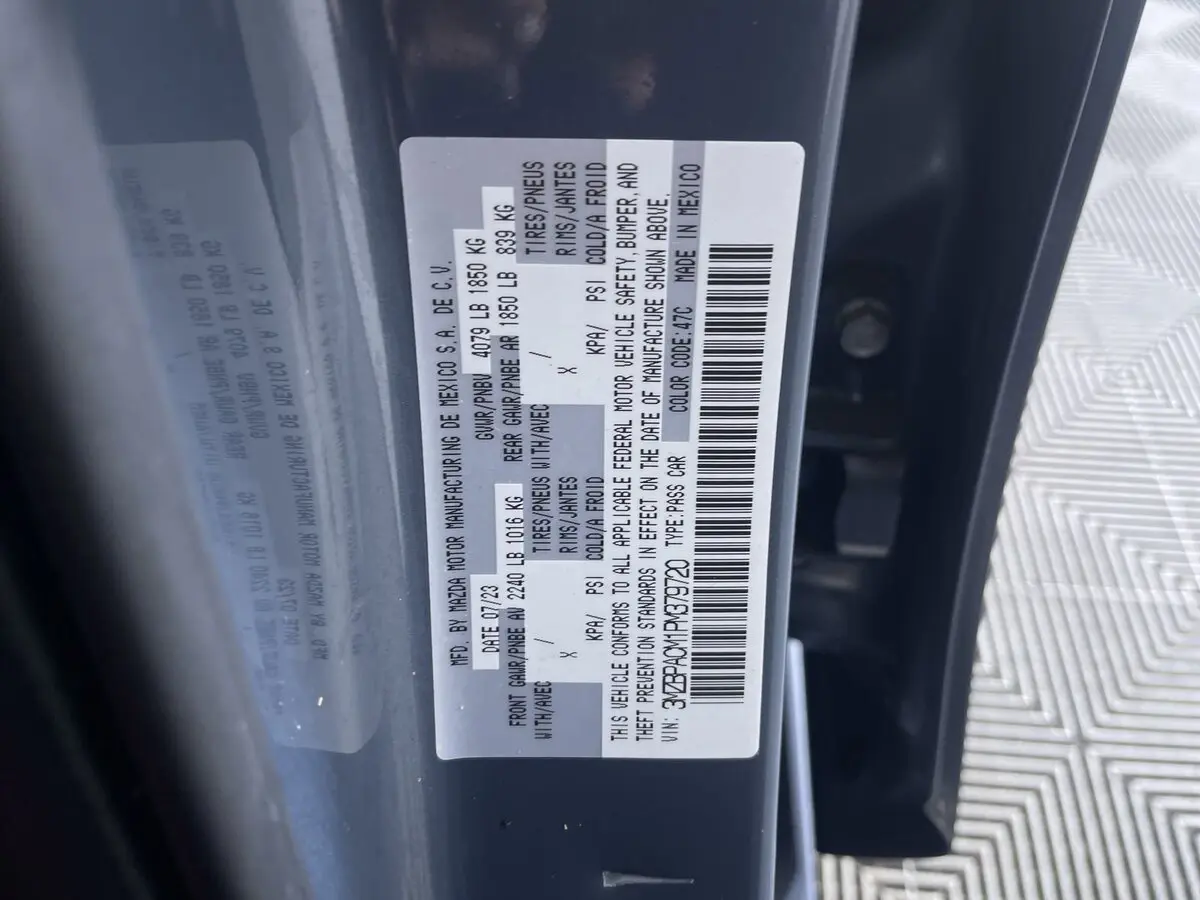 MFD. BY MAZDA MOTOR MANUFACTURING DE MEXICO S.A. DE C.V.
DATE 07/23 GVWR/PNBV 4079 LB 1850 KG
FRONT GAWR/PNBE AV 2240 LB 1016 KG REAR GAWR/PNBE AR 1850 LB 839 KG
WITH/AVEC / TIRES/PNEUS WITH/AVEC / TIRES/PNEUS
X RIMS/JANTES X RIMS/JANTES
KPA/ PSI COLD/A FROID KPA/ PSI COLD/A FROID
THIS VEHICLE CONFORMS TO ALL APPLICABLE FEDERAL MOTOR VEHICLE SAFETY, BUMPER, AND
THEFT PREVENTION STANDARDS IN EFFECT ON THE DATE OF MANUFACTURE SHOWN ABOVE.
VIN: 3MZBPACM1PM379720 TYPE:PASS CAR COLOR CODE:47C MADE IN MEXICO